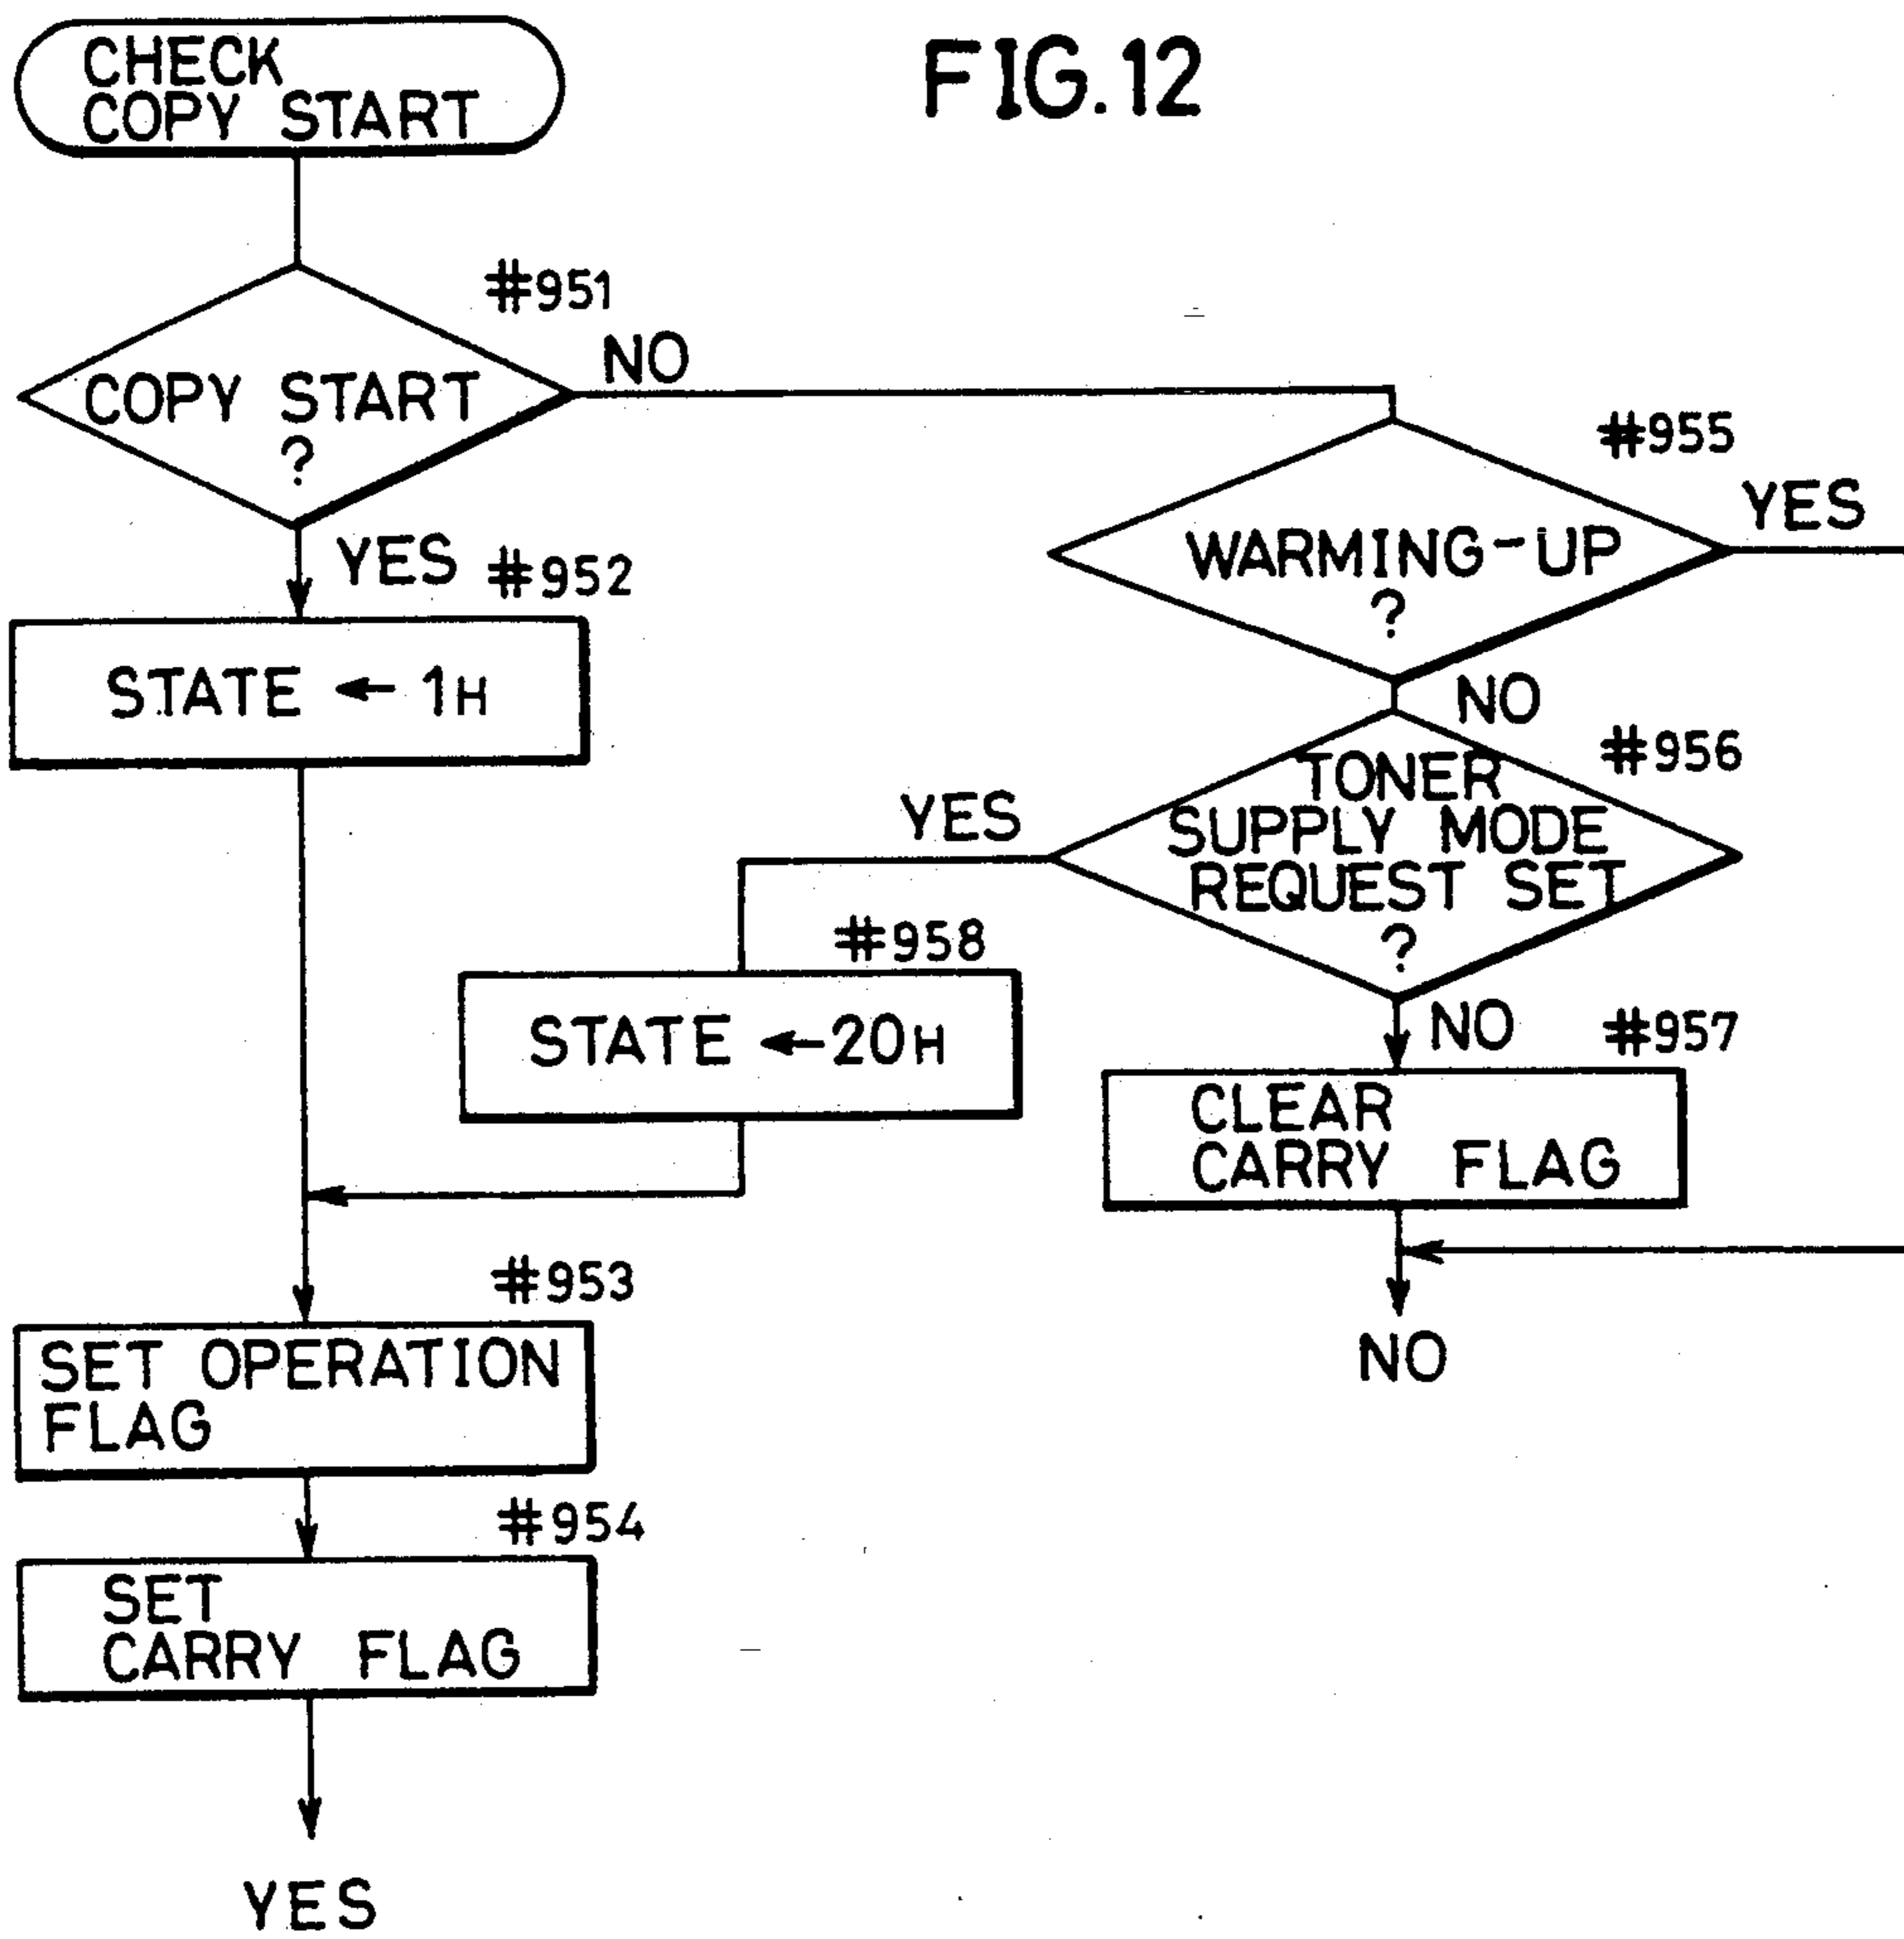 CHECK
COPY START
FIG.12
#951
COPY START
?
NO
YES
#952
STATE ← 1H
#955
WARMING-UP
?
YES
NO
#956
TONER
SUPPLY MODE
REQUEST SET
?
YES
#958
STATE ←20H
NO
#957
CLEAR
CARRY FLAG
NO
#953
SET OPERATION
FLAG
#954
SET
CARRY FLAG
YES